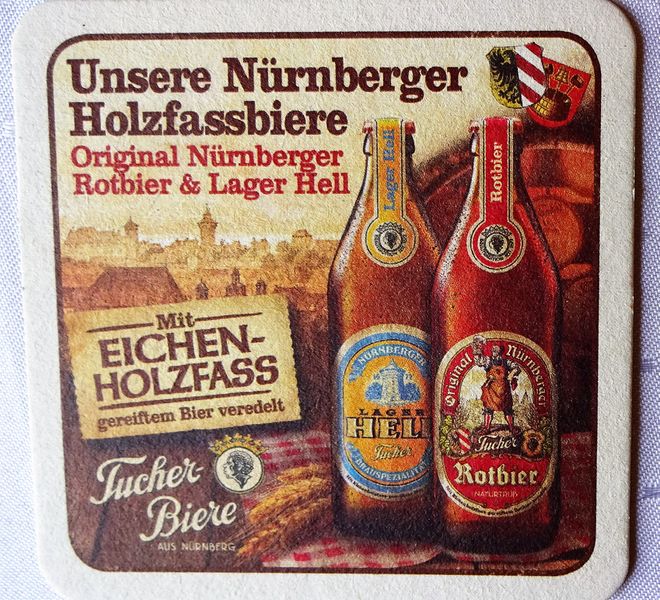 Unsere Nürnberger
Holzfassbiere
Original Nürnberger
Rotbier & Lager Hell
Lager Hell
Rotbier
Mit
EICHEN-
HOLZFASS
gereiftem Bier veredelt
NÜRNBERGER
LAGER
HELL
Tucher
BRAUSPEZIALITÄT
Original Nürnberger
Tucher
Rotbier
NATURTRÜB
Tucher-
Biere
AUS NÜRNBERG